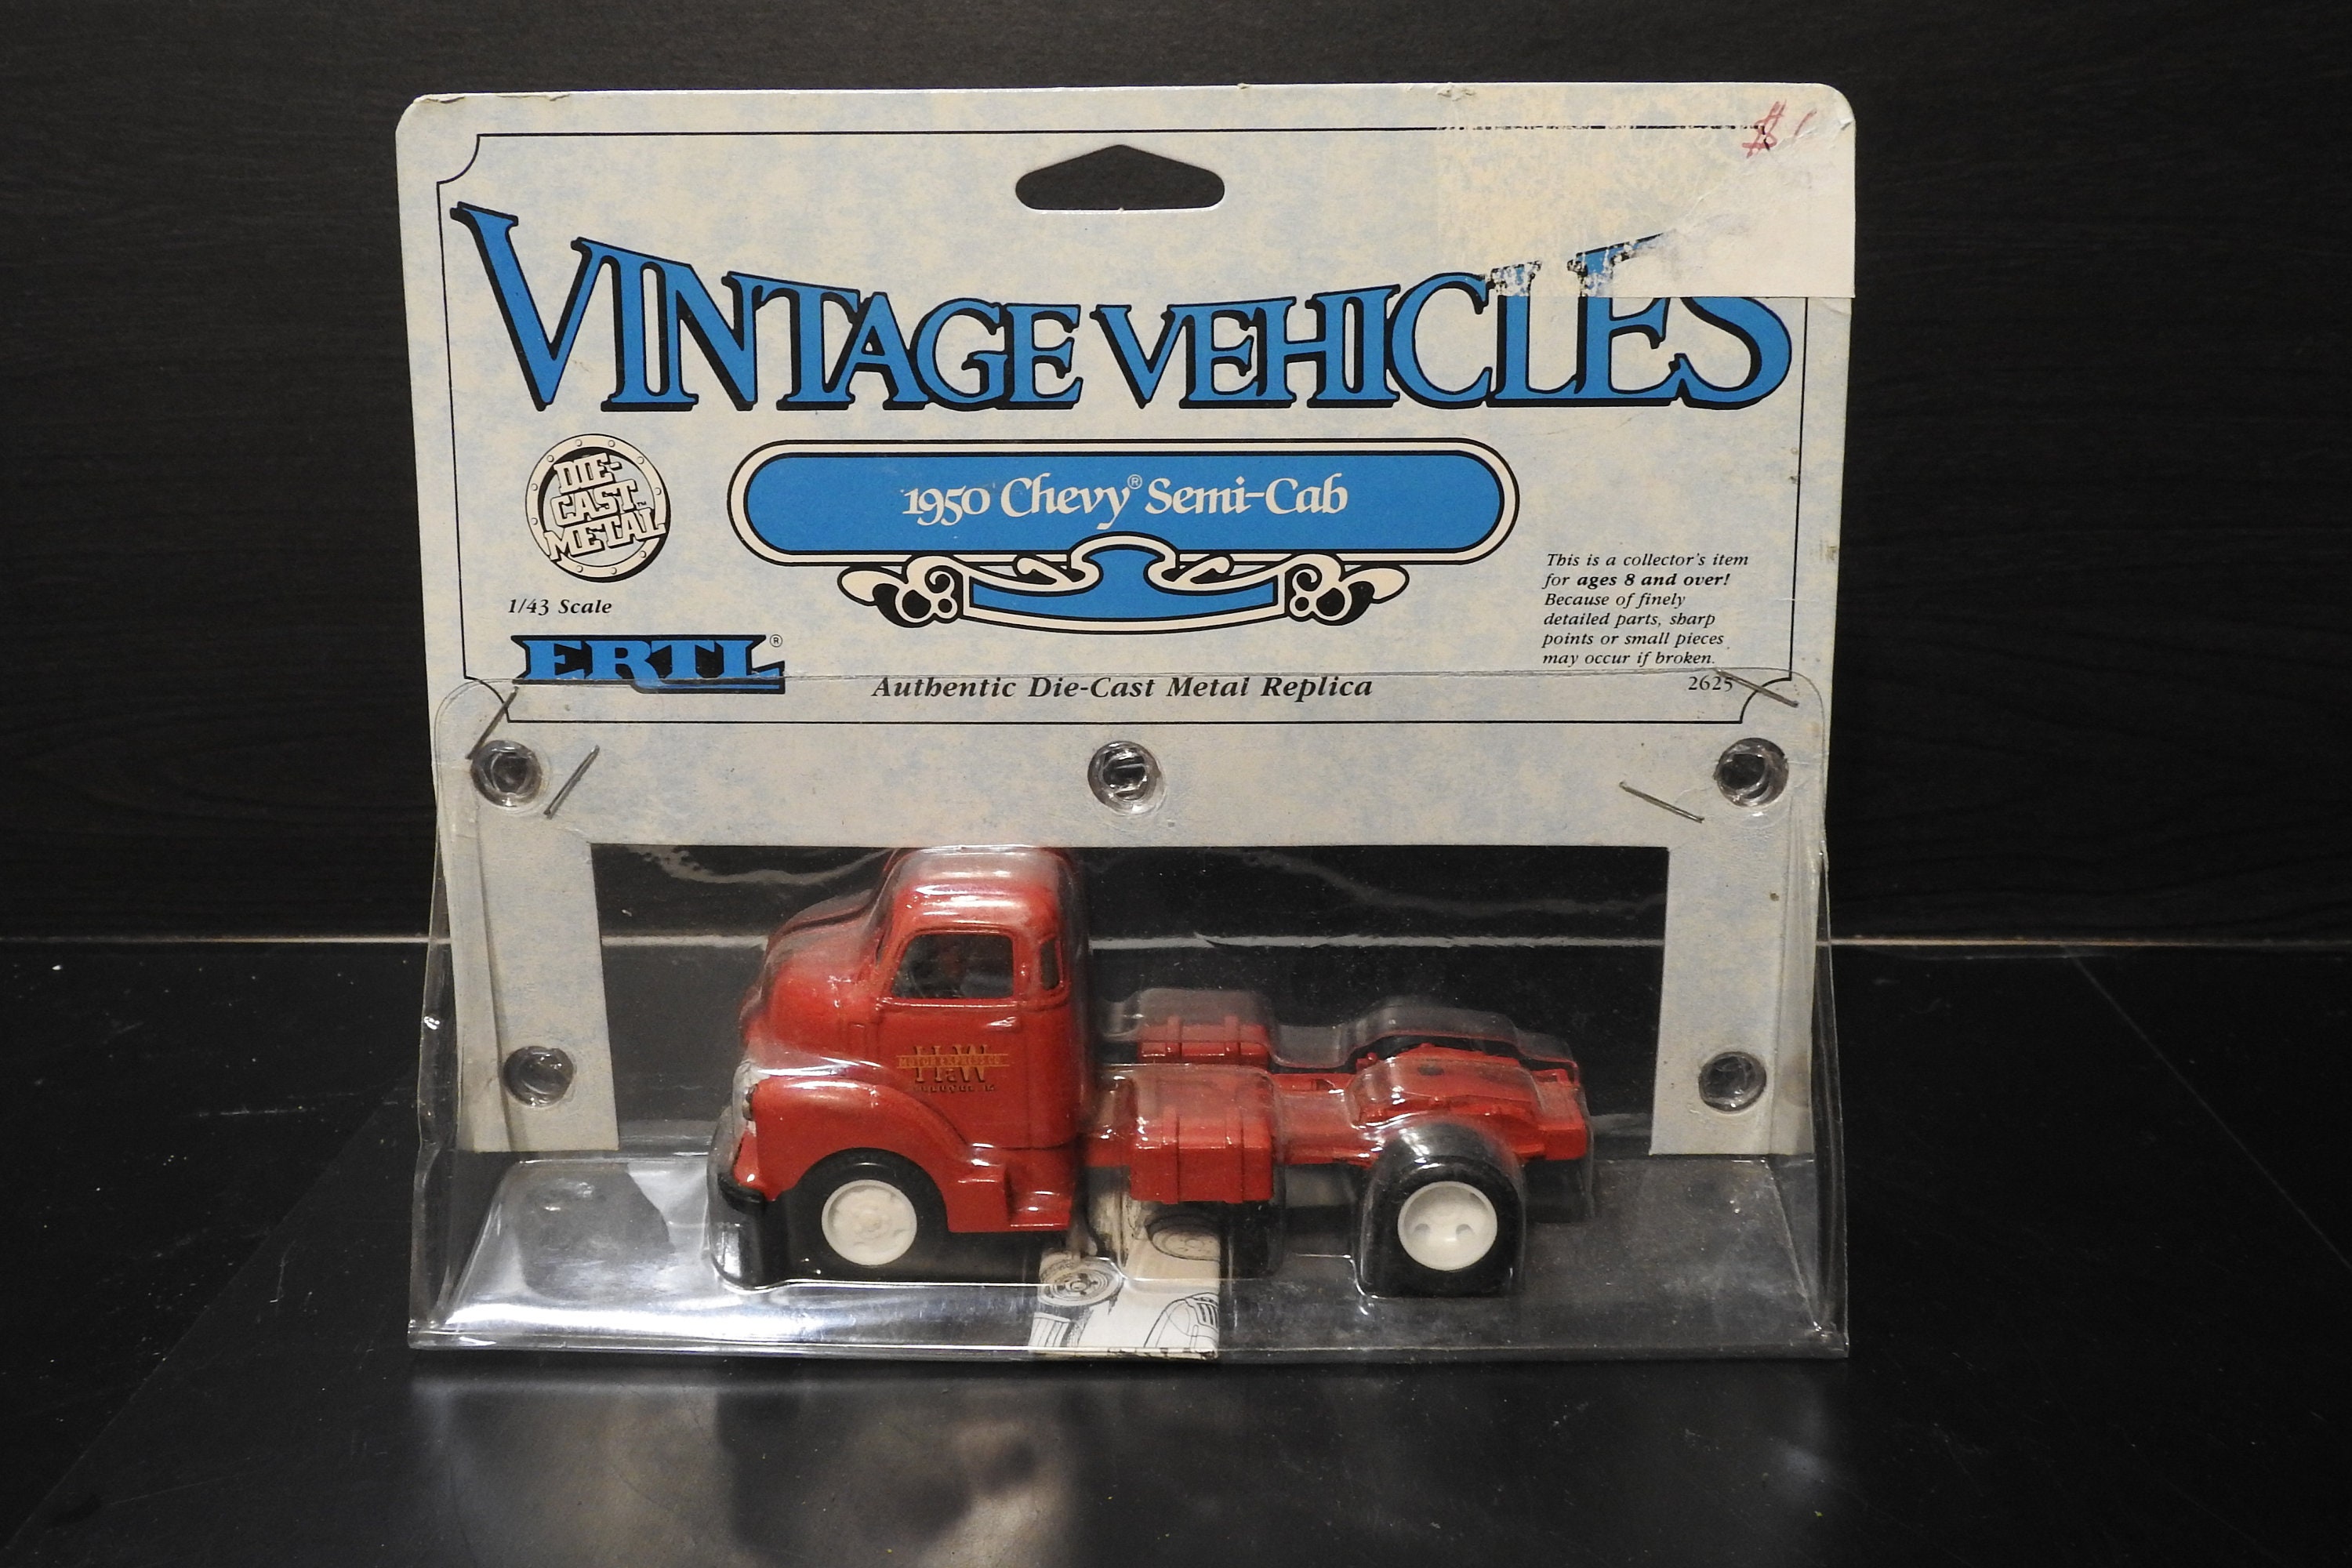 VINTAGE VEHICLES
DIE-
CAST
METAL
1950 Chevy® Semi-Cab
1/43 Scale
ERTL®
This is a collector's item
for ages 8 and over!
Because of finely
detailed parts, sharp
points or small pieces
may occur if broken.
Authentic Die-Cast Metal Replica
2625
H&W